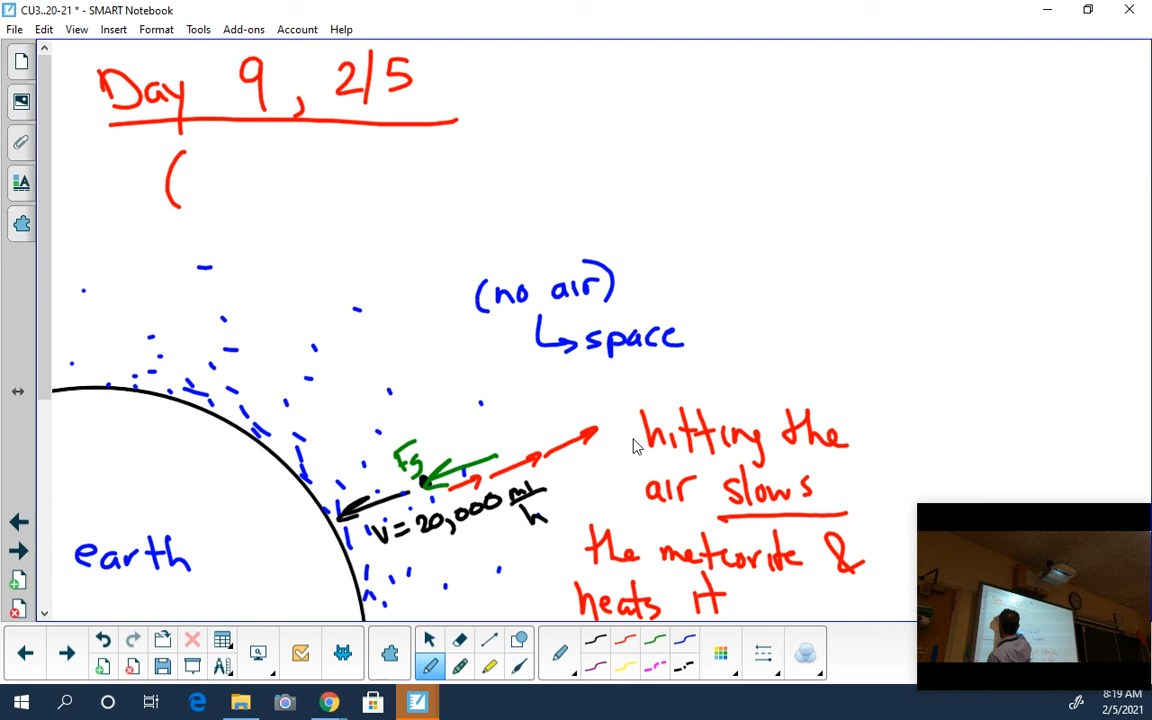 CU3..20-21 * - SMART Notebook
File Edit View Insert Format Tools Add-ons Account Help
Day 9, 2/5
(
(no air)
↳ space
Fg
hitting the
air slows
V = 20,000 mi/h
the meteorite &
earth
heats it
8:19 AM
2/5/2021